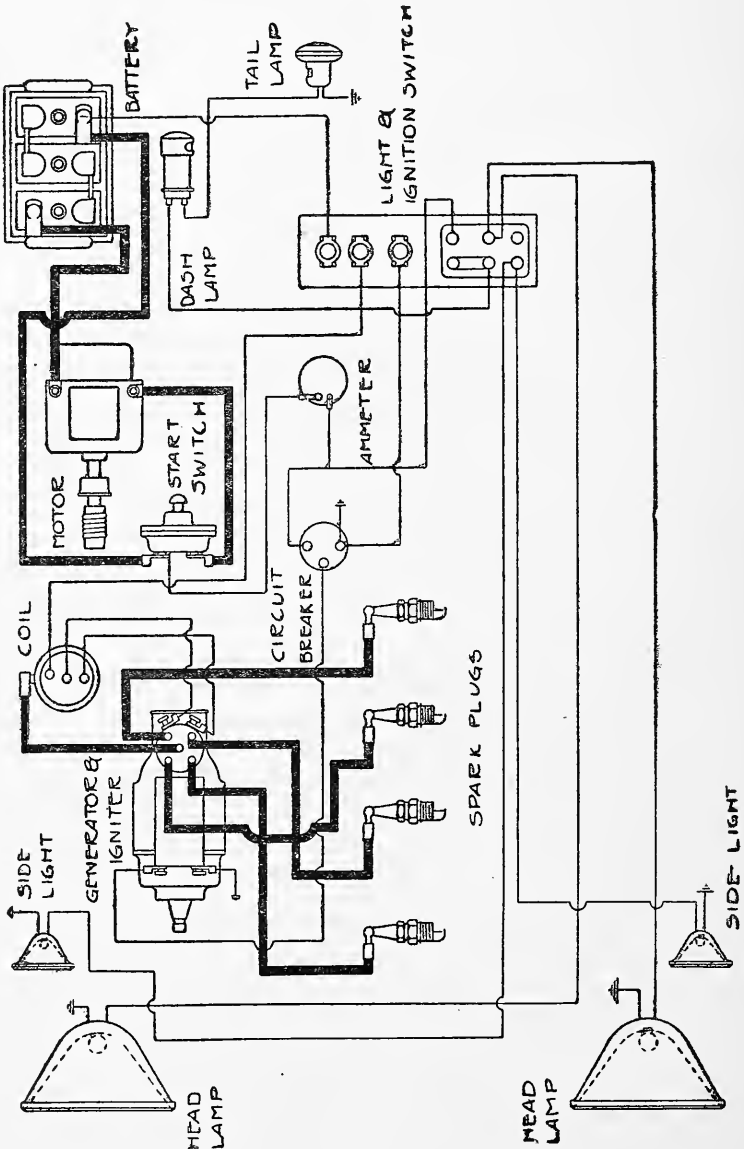 BATTERY
TAIL
LAMP
LIGHT &
IGNITION SWITCH
DASH
LAMP
MOTOR
START
SWITCH
AMMETER
COIL
CIRCUIT
BREAKER
GENERATOR &
IGNITER
SPARK PLUGS
SIDE
LIGHT
SIDE LIGHT
HEAD
LAMP
HEAD
LAMP